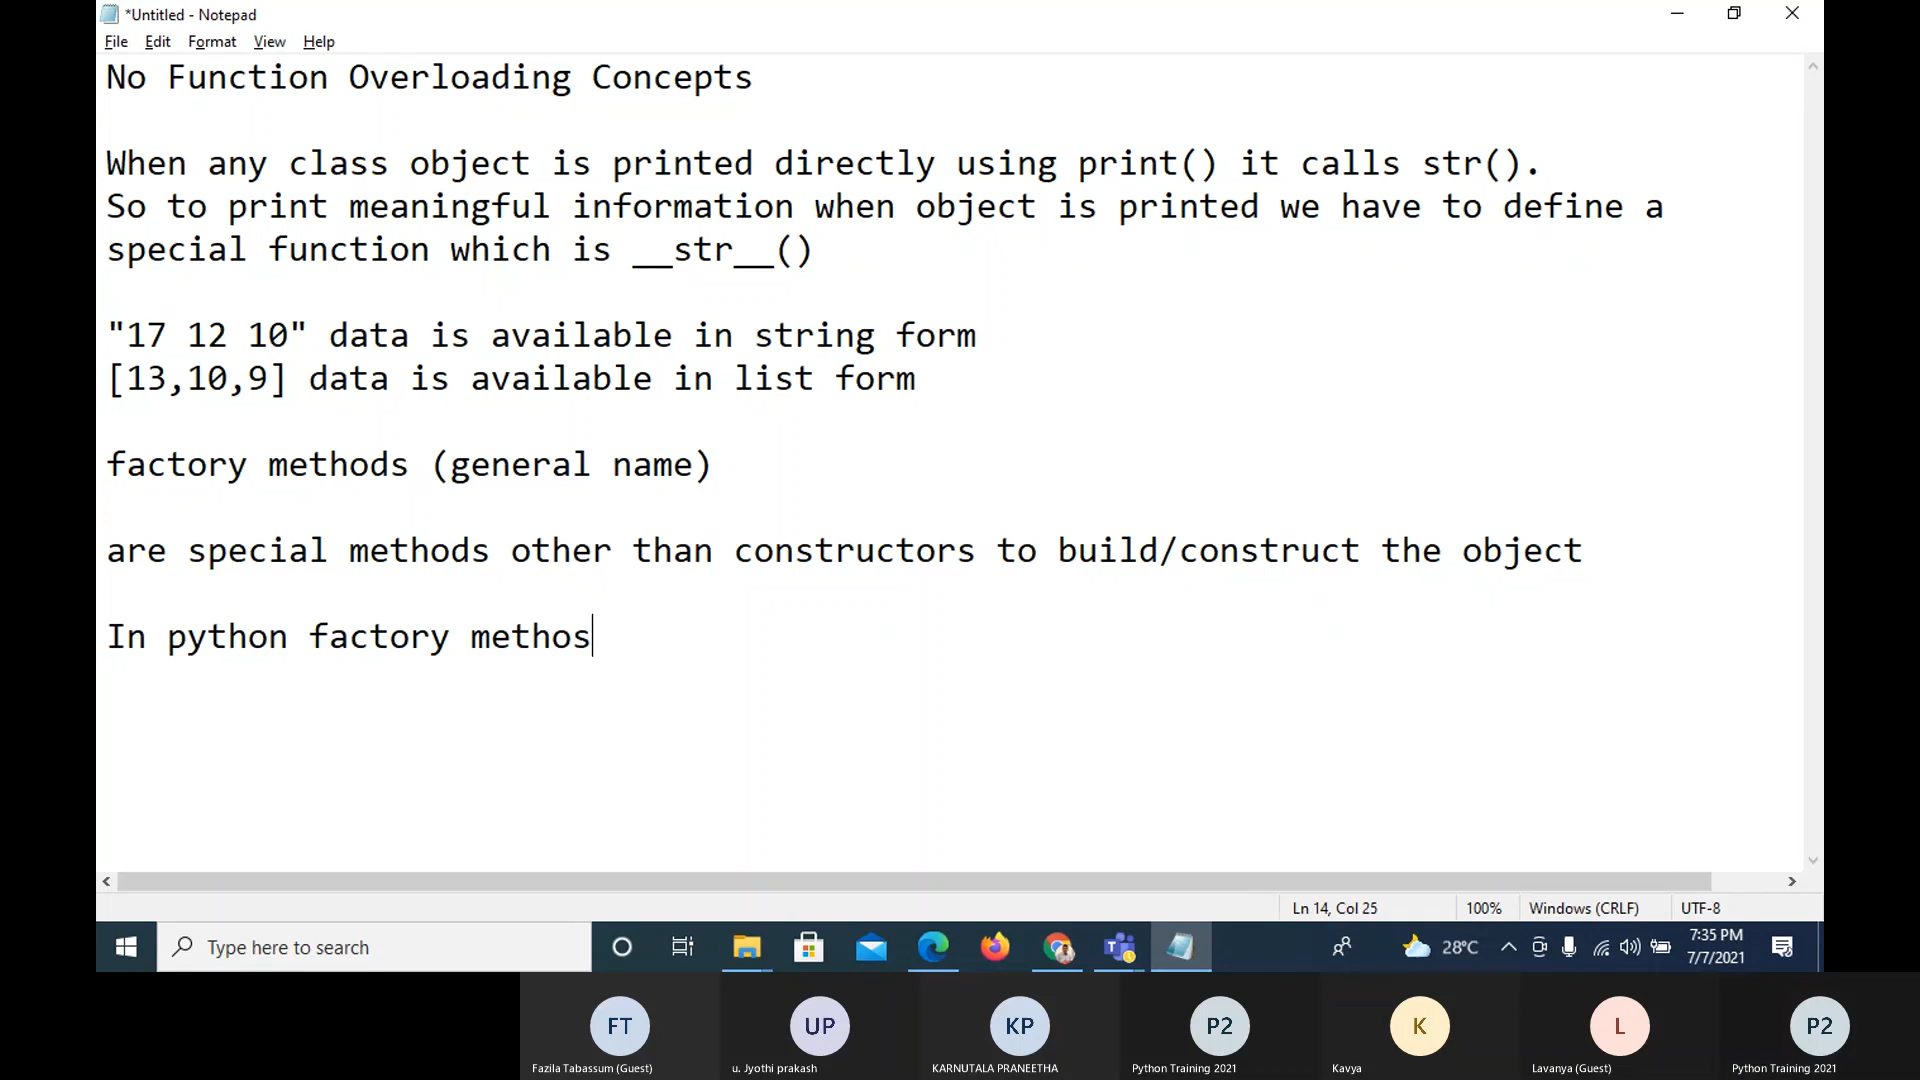 *Untitled - Notepad
File Edit Format View Help
No Function Overloading Concepts
When any class object is printed directly using print() it calls str().
So to print meaningful information when object is printed we have to define a
special function which is __str__()
"17 12 10" data is available in string form
[13,10,9] data is available in list form
factory methods (general name)
are special methods other than constructors to build/construct the object
In python factory methos
Ln 14, Col 25 100% Windows (CRLF) UTF-8
Type here to search
28°C
7:35 PM
7/7/2021
FT UP KP P2 K L P2
Fazila Tabassum (Guest) u. Jyothi prakash KARNUTALA PRANEETHA Python Training 2021 Kavya Lavanya (Guest) Python Training 2021